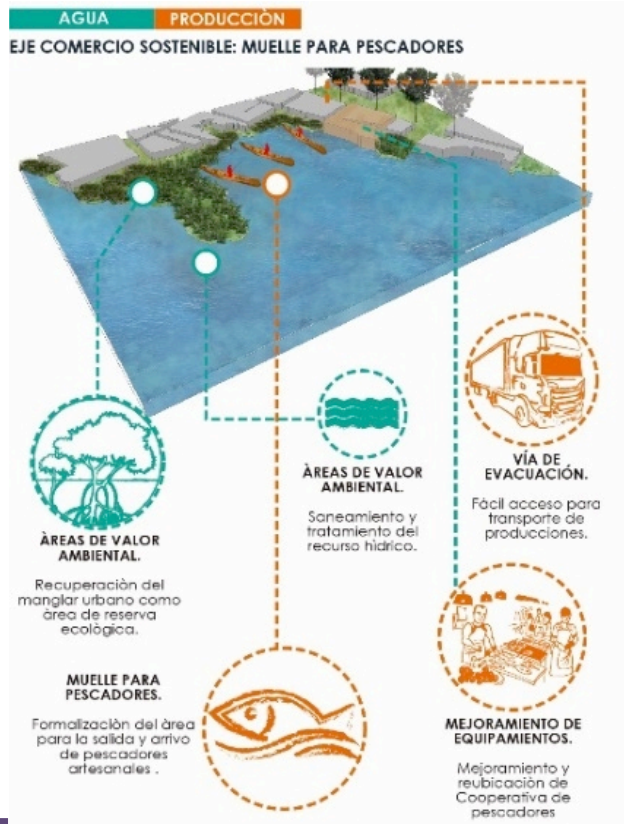 AGUA
PRODUCCIÒN
EJE COMERCIO SOSTENIBLE: MUELLE PARA PESCADORES
VÍA DE
EVACUACIÓN.
Fácil acceso para
transporte de
producciones.
ÀREAS DE VALOR
AMBIENTAL.
Saneamiento y
tratamiento del
recurso hìdrico.
ÀREAS DE VALOR
AMBIENTAL.
Recuperaciòn del
manglar urbano como
àrea de reserva
ecològica.
MUELLE PARA
PESCADORES.
Formalizaciòn del àrea
para la salida y arrivo
de pescadores
artesanales .
MEJORAMIENTO DE
EQUIPAMIENTOS.
Mejoramiento y
reubicaciòn de
Cooperativa de
pescadores